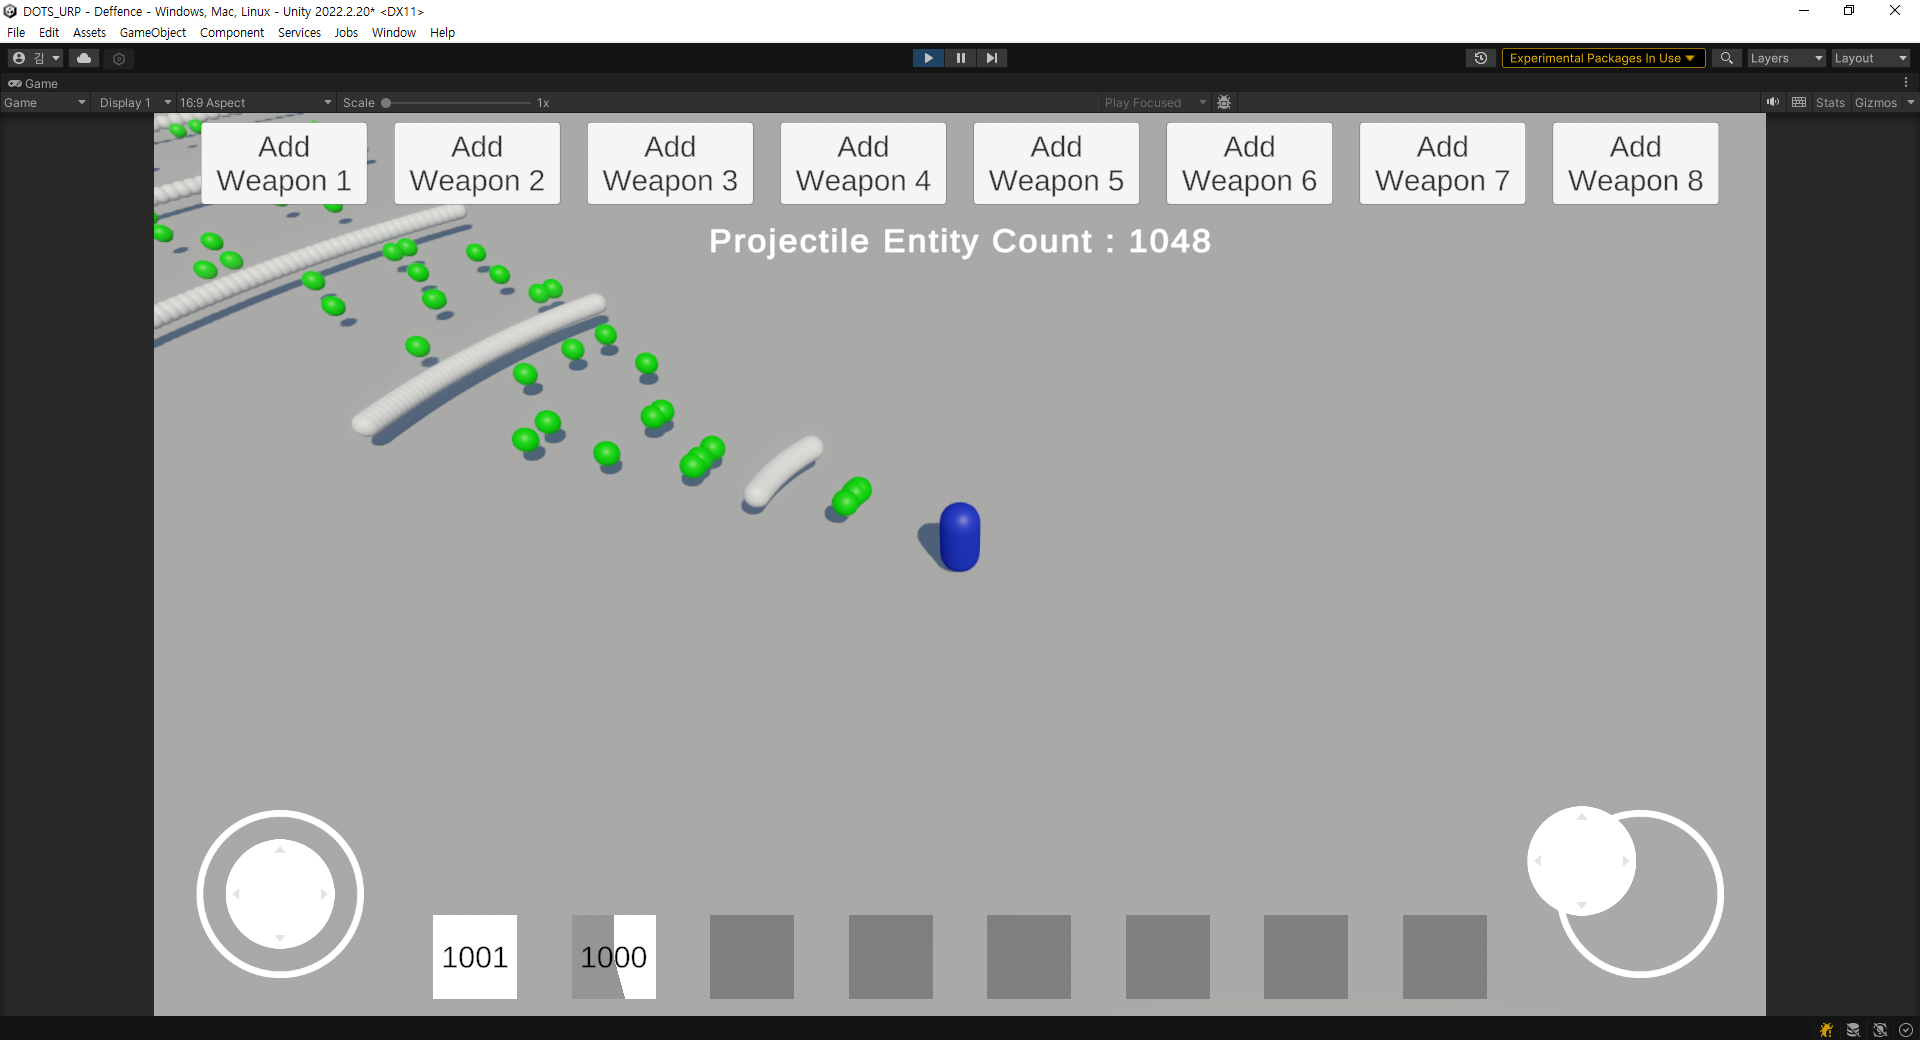 DOTS_URP - Deffence - Windows, Mac, Linux - Unity 2022.2.20* <DX11>
File Edit Assets GameObject Component Services Jobs Window Help
김 Experimental Packages In Use Layers Layout
Game
Game Display 1 16:9 Aspect Scale 1x Play Focused Stats Gizmos
Add Weapon 1
Add Weapon 2
Add Weapon 3
Add Weapon 4
Add Weapon 5
Add Weapon 6
Add Weapon 7
Add Weapon 8
Projectile Entity Count : 1048
1001 1000